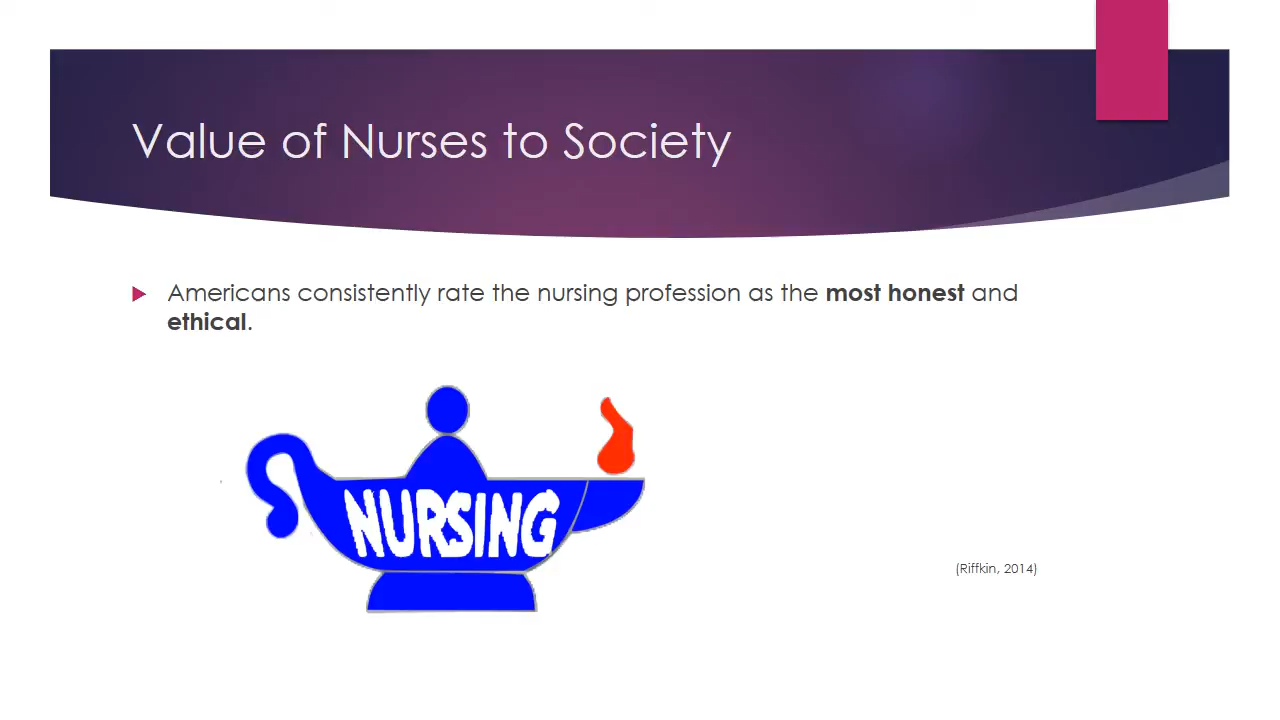 Value of Nurses to Society
Americans consistently rate the nursing profession as the most honest and
ethical.
NURSING
(Riffkin, 2014)